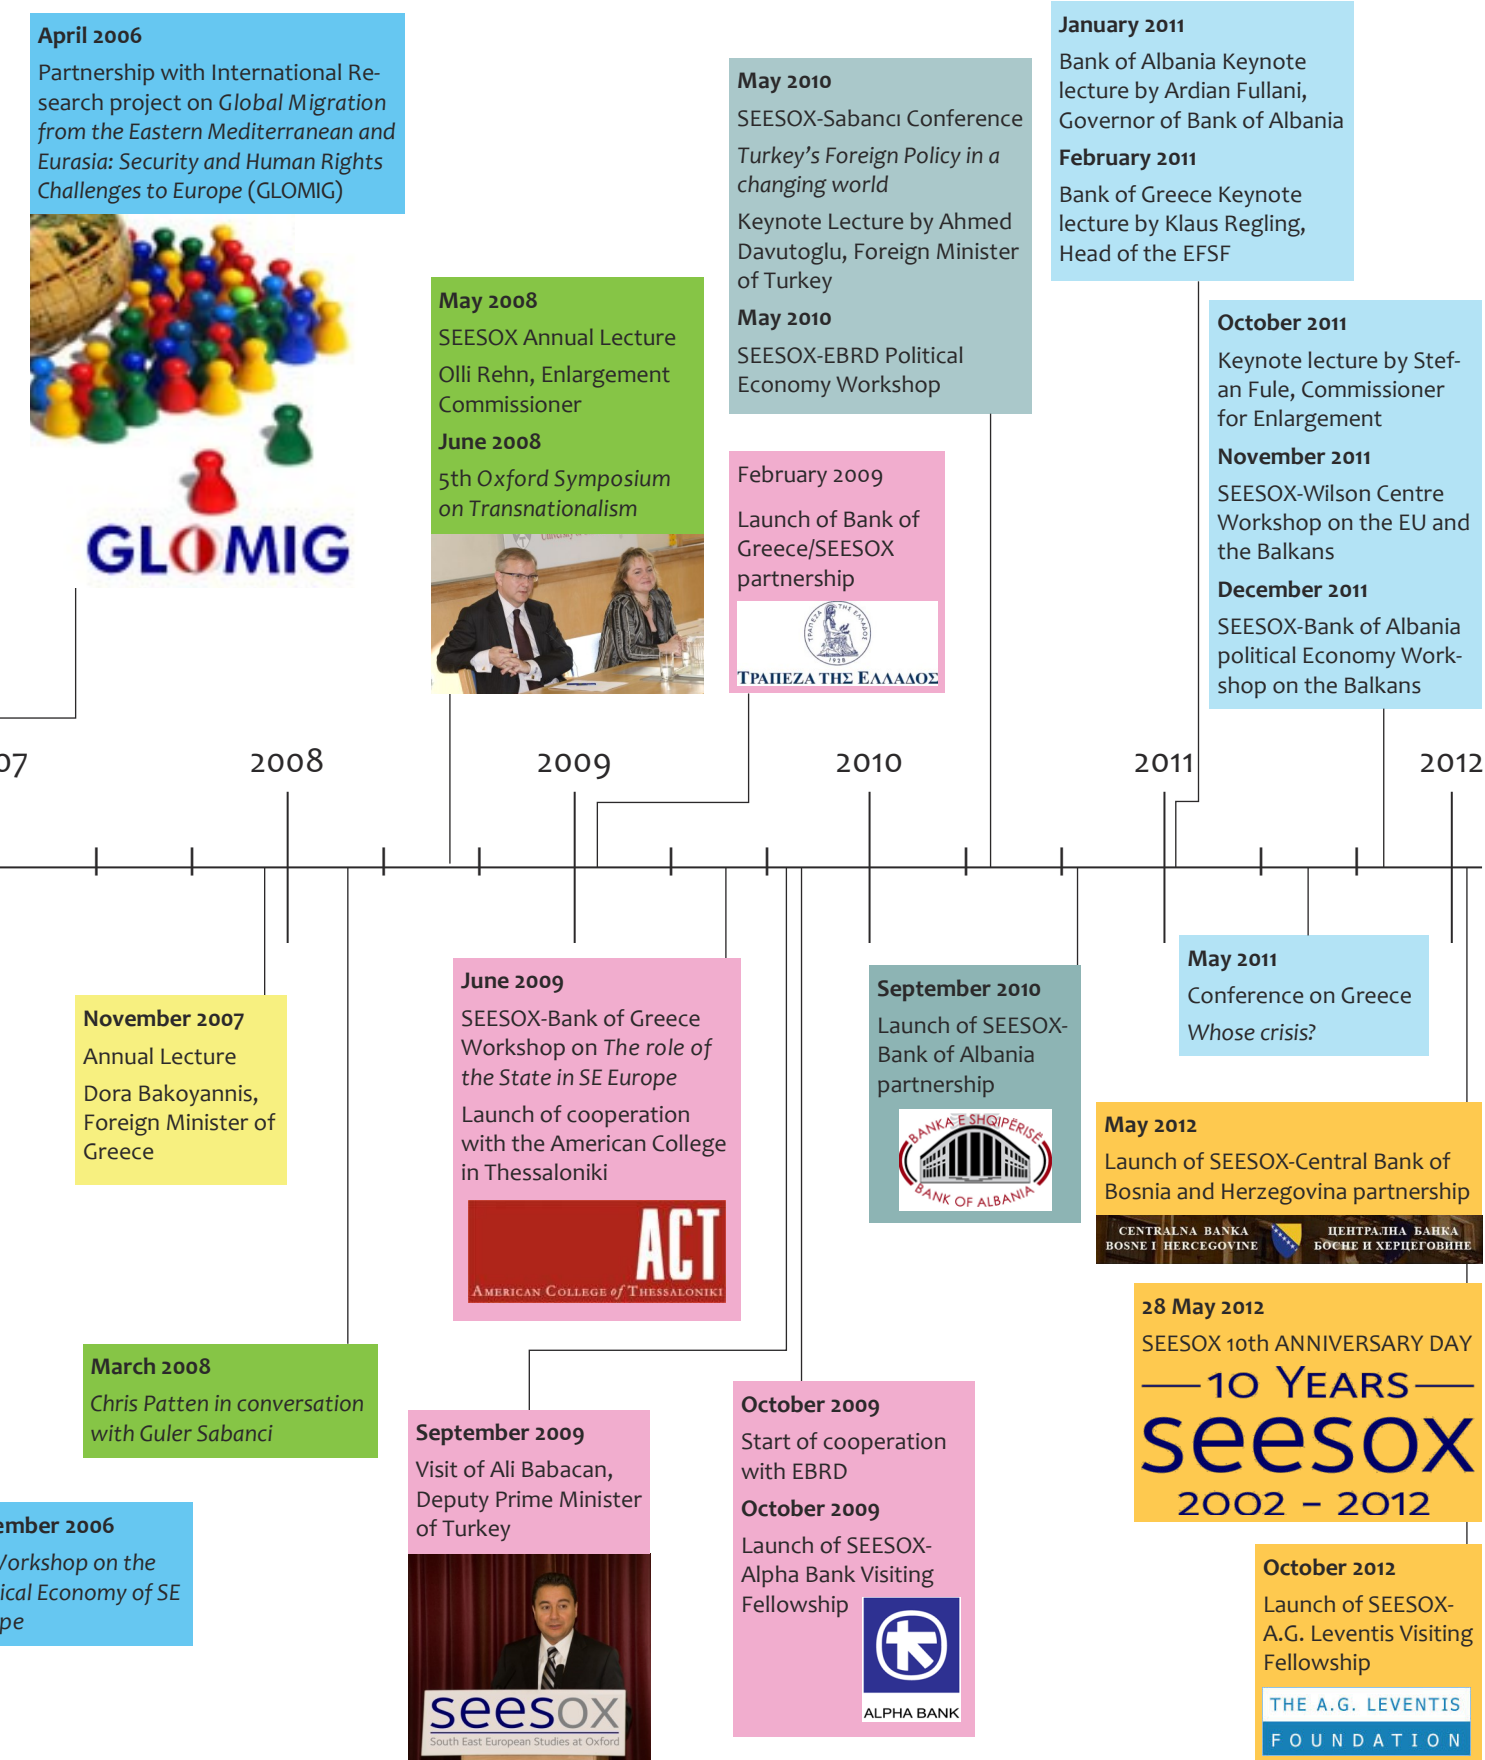 April 2006
Partnership with International Re-
search project on Global Migration
from the Eastern Mediterranean and
Eurasia: Security and Human Rights
Challenges to Europe (GLOMIG)
GLOMIG
May 2008
SEESOX Annual Lecture
Olli Rehn, Enlargement
Commissioner
June 2008
5th Oxford Symposium
on Transnationalism
May 2010
SEESOX-Sabancı Conference
Turkey's Foreign Policy in a
changing world
Keynote Lecture by Ahmed
Davutoglu, Foreign Minister
of Turkey
May 2010
SEESOX-EBRD Political
Economy Workshop
February 2009
Launch of Bank of
Greece/SEESOX
partnership
ΤΡΑΠΕΖΑ ΤΗΣ ΕΛΛΑΔΟΣ
1928
ΤΡΑΠΕΖΑ ΤΗΣ ΕΛΛΑΔΟΣ
January 2011
Bank of Albania Keynote
lecture by Ardian Fullani,
Governor of Bank of Albania
February 2011
Bank of Greece Keynote
lecture by Klaus Regling,
Head of the EFSF
October 2011
Keynote lecture by Stef-
an Fule, Commissioner
for Enlargement
November 2011
SEESOX-Wilson Centre
Workshop on the EU and
the Balkans
December 2011
SEESOX-Bank of Albania
political Economy Work-
shop on the Balkans
07
2008
2009
2010
2011
2012
November 2007
Annual Lecture
Dora Bakoyannis,
Foreign Minister of
Greece
March 2008
Chris Patten in conversation
with Guler Sabanci
ember 2006
Workshop on the
ical Economy of SE
pe
June 2009
SEESOX-Bank of Greece
Workshop on The role of
the State in SE Europe
Launch of cooperation
with the American College
in Thessaloniki
ACT
AMERICAN COLLEGE of THESSALONIKI
September 2009
Visit of Ali Babacan,
Deputy Prime Minister
of Turkey
seesox
South East European Studies at Oxford
October 2009
Start of cooperation
with EBRD
October 2009
Launch of SEESOX-
Alpha Bank Visiting
Fellowship
ALPHA BANK
September 2010
Launch of SEESOX-
Bank of Albania
partnership
BANKA E SHQIPËRISË
BANK OF ALBANIA
May 2011
Conference on Greece
Whose crisis?
May 2012
Launch of SEESOX-Central Bank of
Bosnia and Herzegovina partnership
CENTRALNA BANKA
BOSNE I HERCEGOVINE
ЦЕНТРАЛНА БАНКА
БОСНЕ И ХЕРЦЕГОВИНЕ
28 May 2012
SEESOX 10th ANNIVERSARY DAY
10 YEARS
seesox
2002 – 2012
October 2012
Launch of SEESOX-
A.G. Leventis Visiting
Fellowship
THE A.G. LEVENTIS
FOUNDATION